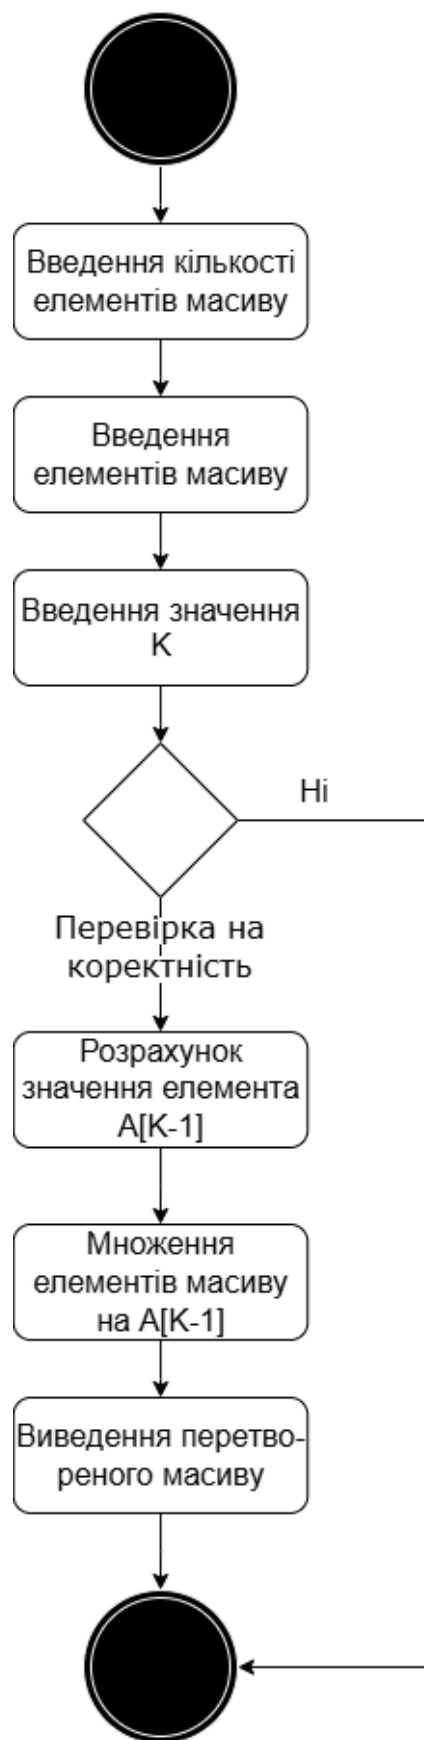 Введення кількості
елементів масиву
Введення
елементів масиву
Введення значення
К
Ні
Перевірка на
коректність
Розрахунок
значення елемента
A[K-1]
Множення
елементів масиву
на A[K-1]
Виведення перетво-
реного масиву